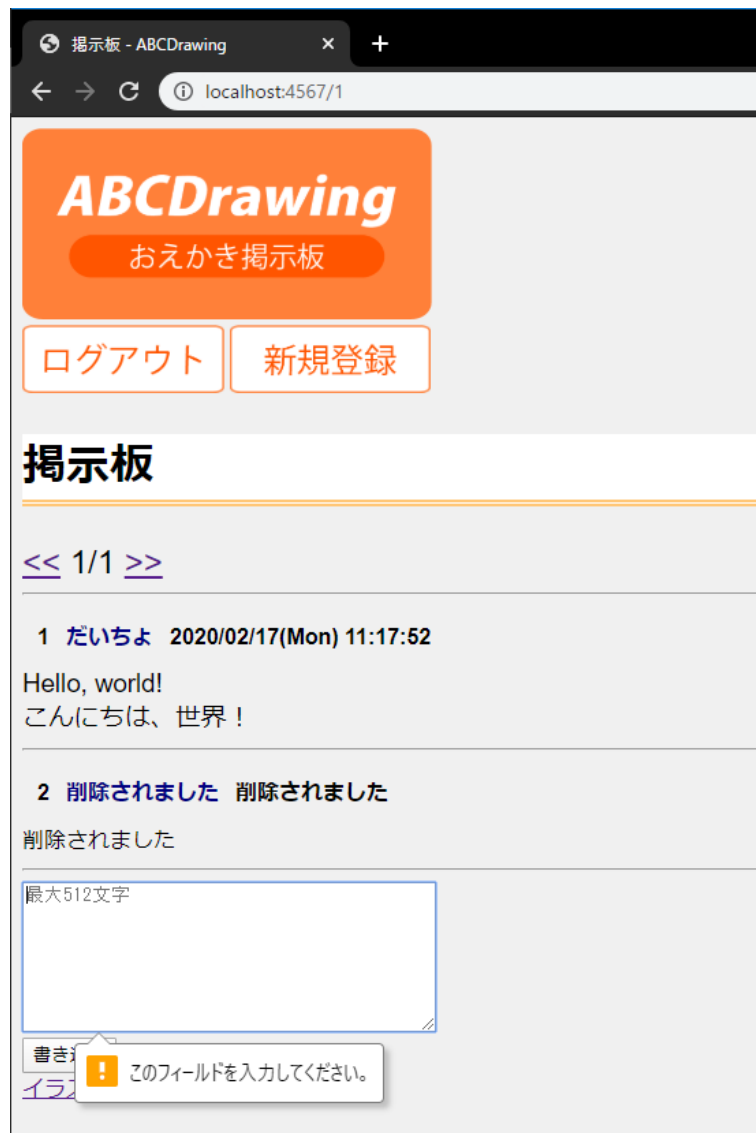 掲示板 - ABCDrawing
localhost:4567/1
ABCDrawing
おえかき掲示板
ログアウト 新規登録
掲示板
<< 1/1 >>
1 だいちょ 2020/02/17(Mon) 11:17:52
Hello, world!
こんにちは、世界！
2 削除されました 削除されました
削除されました
最大512文字
書き
このフィールドを入力してください。
イラ